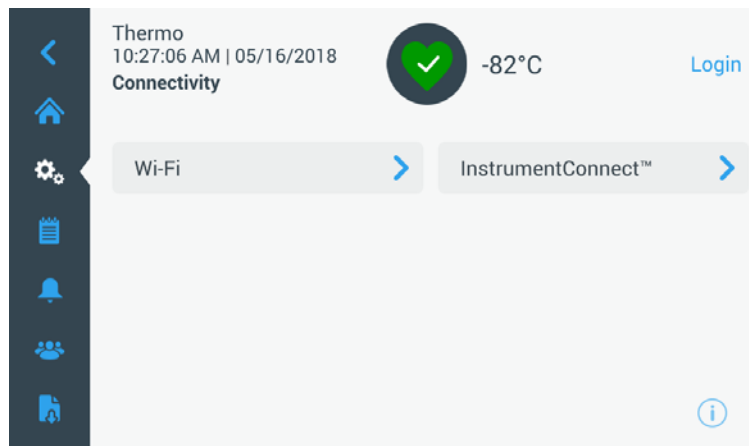 Thermo
10:27:06 AM | 05/16/2018
Connectivity
-82°C
Login
Wi-Fi
InstrumentConnect™
i